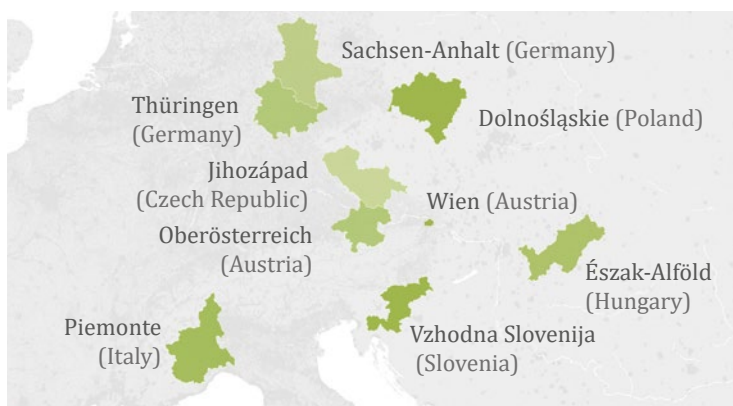 Sachsen-Anhalt (Germany)
Thüringen
(Germany)
Dolnośląskie (Poland)
Jihozápad
(Czech Republic)
Wien (Austria)
Oberösterreich
(Austria)
Észak-Alföld
(Hungary)
Piemonte
(Italy)
Vzhodna Slovenija
(Slovenia)